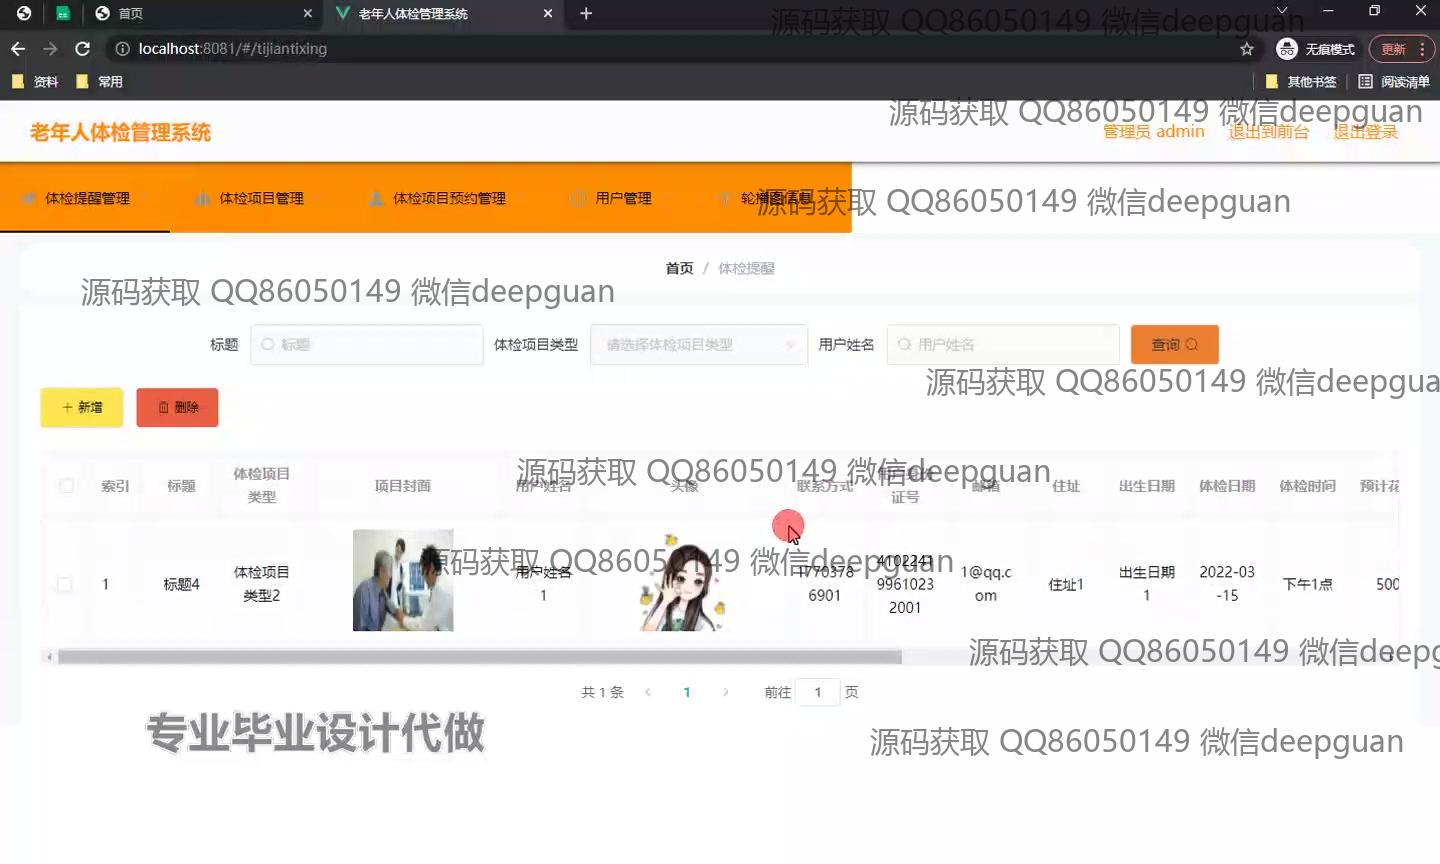 首页
老年人体检管理系统
源码获取 QQ86050149 微信deepguan
localhost:8081/#/tijiantixing
无痕模式
更新
资料
常用
其他书签
阅读清单
源码获取 QQ86050149 微信deepguan
老年人体检管理系统
管理员 admin
退出到前台
退出登录
体检提醒管理
体检项目管理
体检项目预约管理
用户管理
轮播图信息
源码获取 QQ86050149 微信deepguan
首页 / 体检提醒
源码获取 QQ86050149 微信deepguan
标题
标题
体检项目类型
请选择体检项目类型
用户姓名
用户姓名
查询
源码获取 QQ86050149 微信deepgua
+ 新增
删除
源码获取 QQ86050149 微信deepguan
索引
标题
体检项目
类型
项目封面
用户姓名
头像
联系方式
证号
邮箱
住址
出生日期
体检日期
体检时间
预计花
源码获取 QQ86050149 微信deepguan
1
标题4
体检项目
类型2
用户姓名
1
1770378
6901
4102241
9961023
2001
1@qq.c
om
住址1
出生日期
1
2022-03
-15
下午1点
500
源码获取 QQ86050149 微信deepg
共 1 条
1
前往 1 页
专业毕业设计代做
源码获取 QQ86050149 微信deepguan